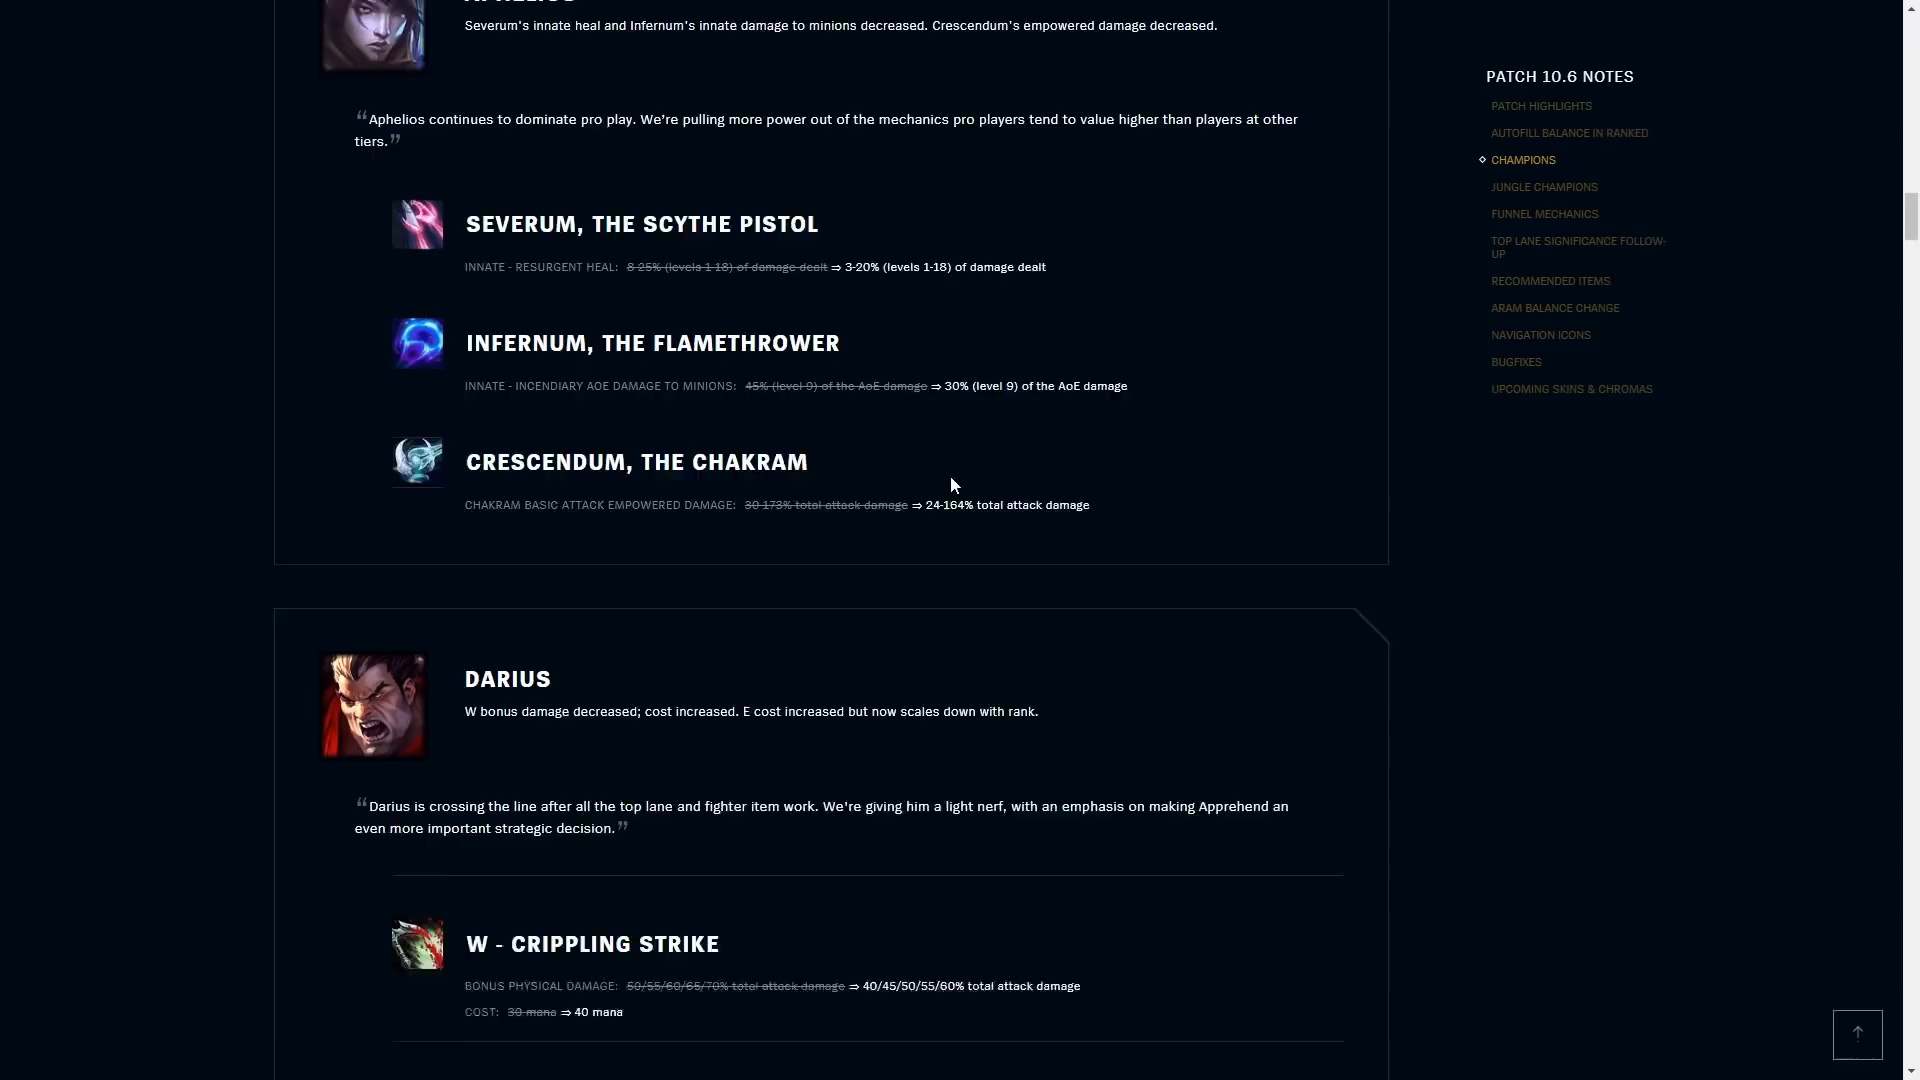 Severum's innate heal and Infernum's innate damage to minions decreased. Crescendum's empowered damage decreased.
“Aphelios continues to dominate pro play. We’re pulling more power out of the mechanics pro players tend to value higher than players at other
tiers.”
SEVERUM, THE SCYTHE PISTOL
INNATE - RESURGENT HEAL: 8-25% (levels 1-18) of damage dealt ⇒ 3-20% (levels 1-18) of damage dealt
INFERNUM, THE FLAMETHROWER
INNATE - INCENDIARY AOE DAMAGE TO MINIONS: 45% (level 9) of the AoE damage ⇒ 30% (level 9) of the AoE damage
CRESCENDUM, THE CHAKRAM
CHAKRAM BASIC ATTACK EMPOWERED DAMAGE: 30-173% total attack damage ⇒ 24-164% total attack damage
DARIUS
W bonus damage decreased; cost increased. E cost increased but now scales down with rank.
“Darius is crossing the line after all the top lane and fighter item work. We're giving him a light nerf, with an emphasis on making Apprehend an
even more important strategic decision.”
W - CRIPPLING STRIKE
BONUS PHYSICAL DAMAGE: 50/55/60/65/70% total attack damage ⇒ 40/45/50/55/60% total attack damage
COST: 30 mana ⇒ 40 mana
PATCH 10.6 NOTES
PATCH HIGHLIGHTS
AUTOFILL BALANCE IN RANKED
CHAMPIONS
JUNGLE CHAMPIONS
FUNNEL MECHANICS
TOP LANE SIGNIFICANCE FOLLOW-
UP
RECOMMENDED ITEMS
ARAM BALANCE CHANGE
NAVIGATION ICONS
BUGFIXES
UPCOMING SKINS & CHROMAS